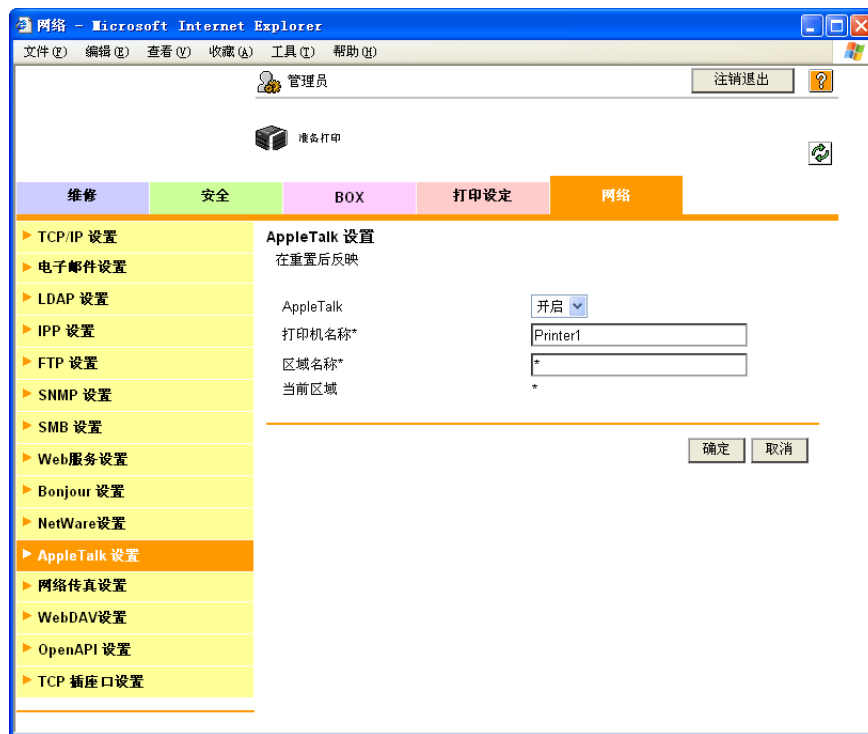 网络 - Microsoft Internet Explorer
文件(F) 编辑(E) 查看(V) 收藏(A) 工具(T) 帮助(H)
管理员
注销退出
?
准备打印
维修 安全 BOX 打印设定 网络
TCP/IP 设置
电子邮件设置
LDAP 设置
IPP 设置
FTP 设置
SNMP 设置
SMB 设置
Web服务设置
Bonjour 设置
NetWare设置
AppleTalk 设置
网络传真设置
WebDAV设置
OpenAPI 设置
TCP 插座口设置
AppleTalk 设置
在重置后反映
AppleTalk 开启
打印机名称* Printer1
区域名称* *
当前区域 *
确定 取消